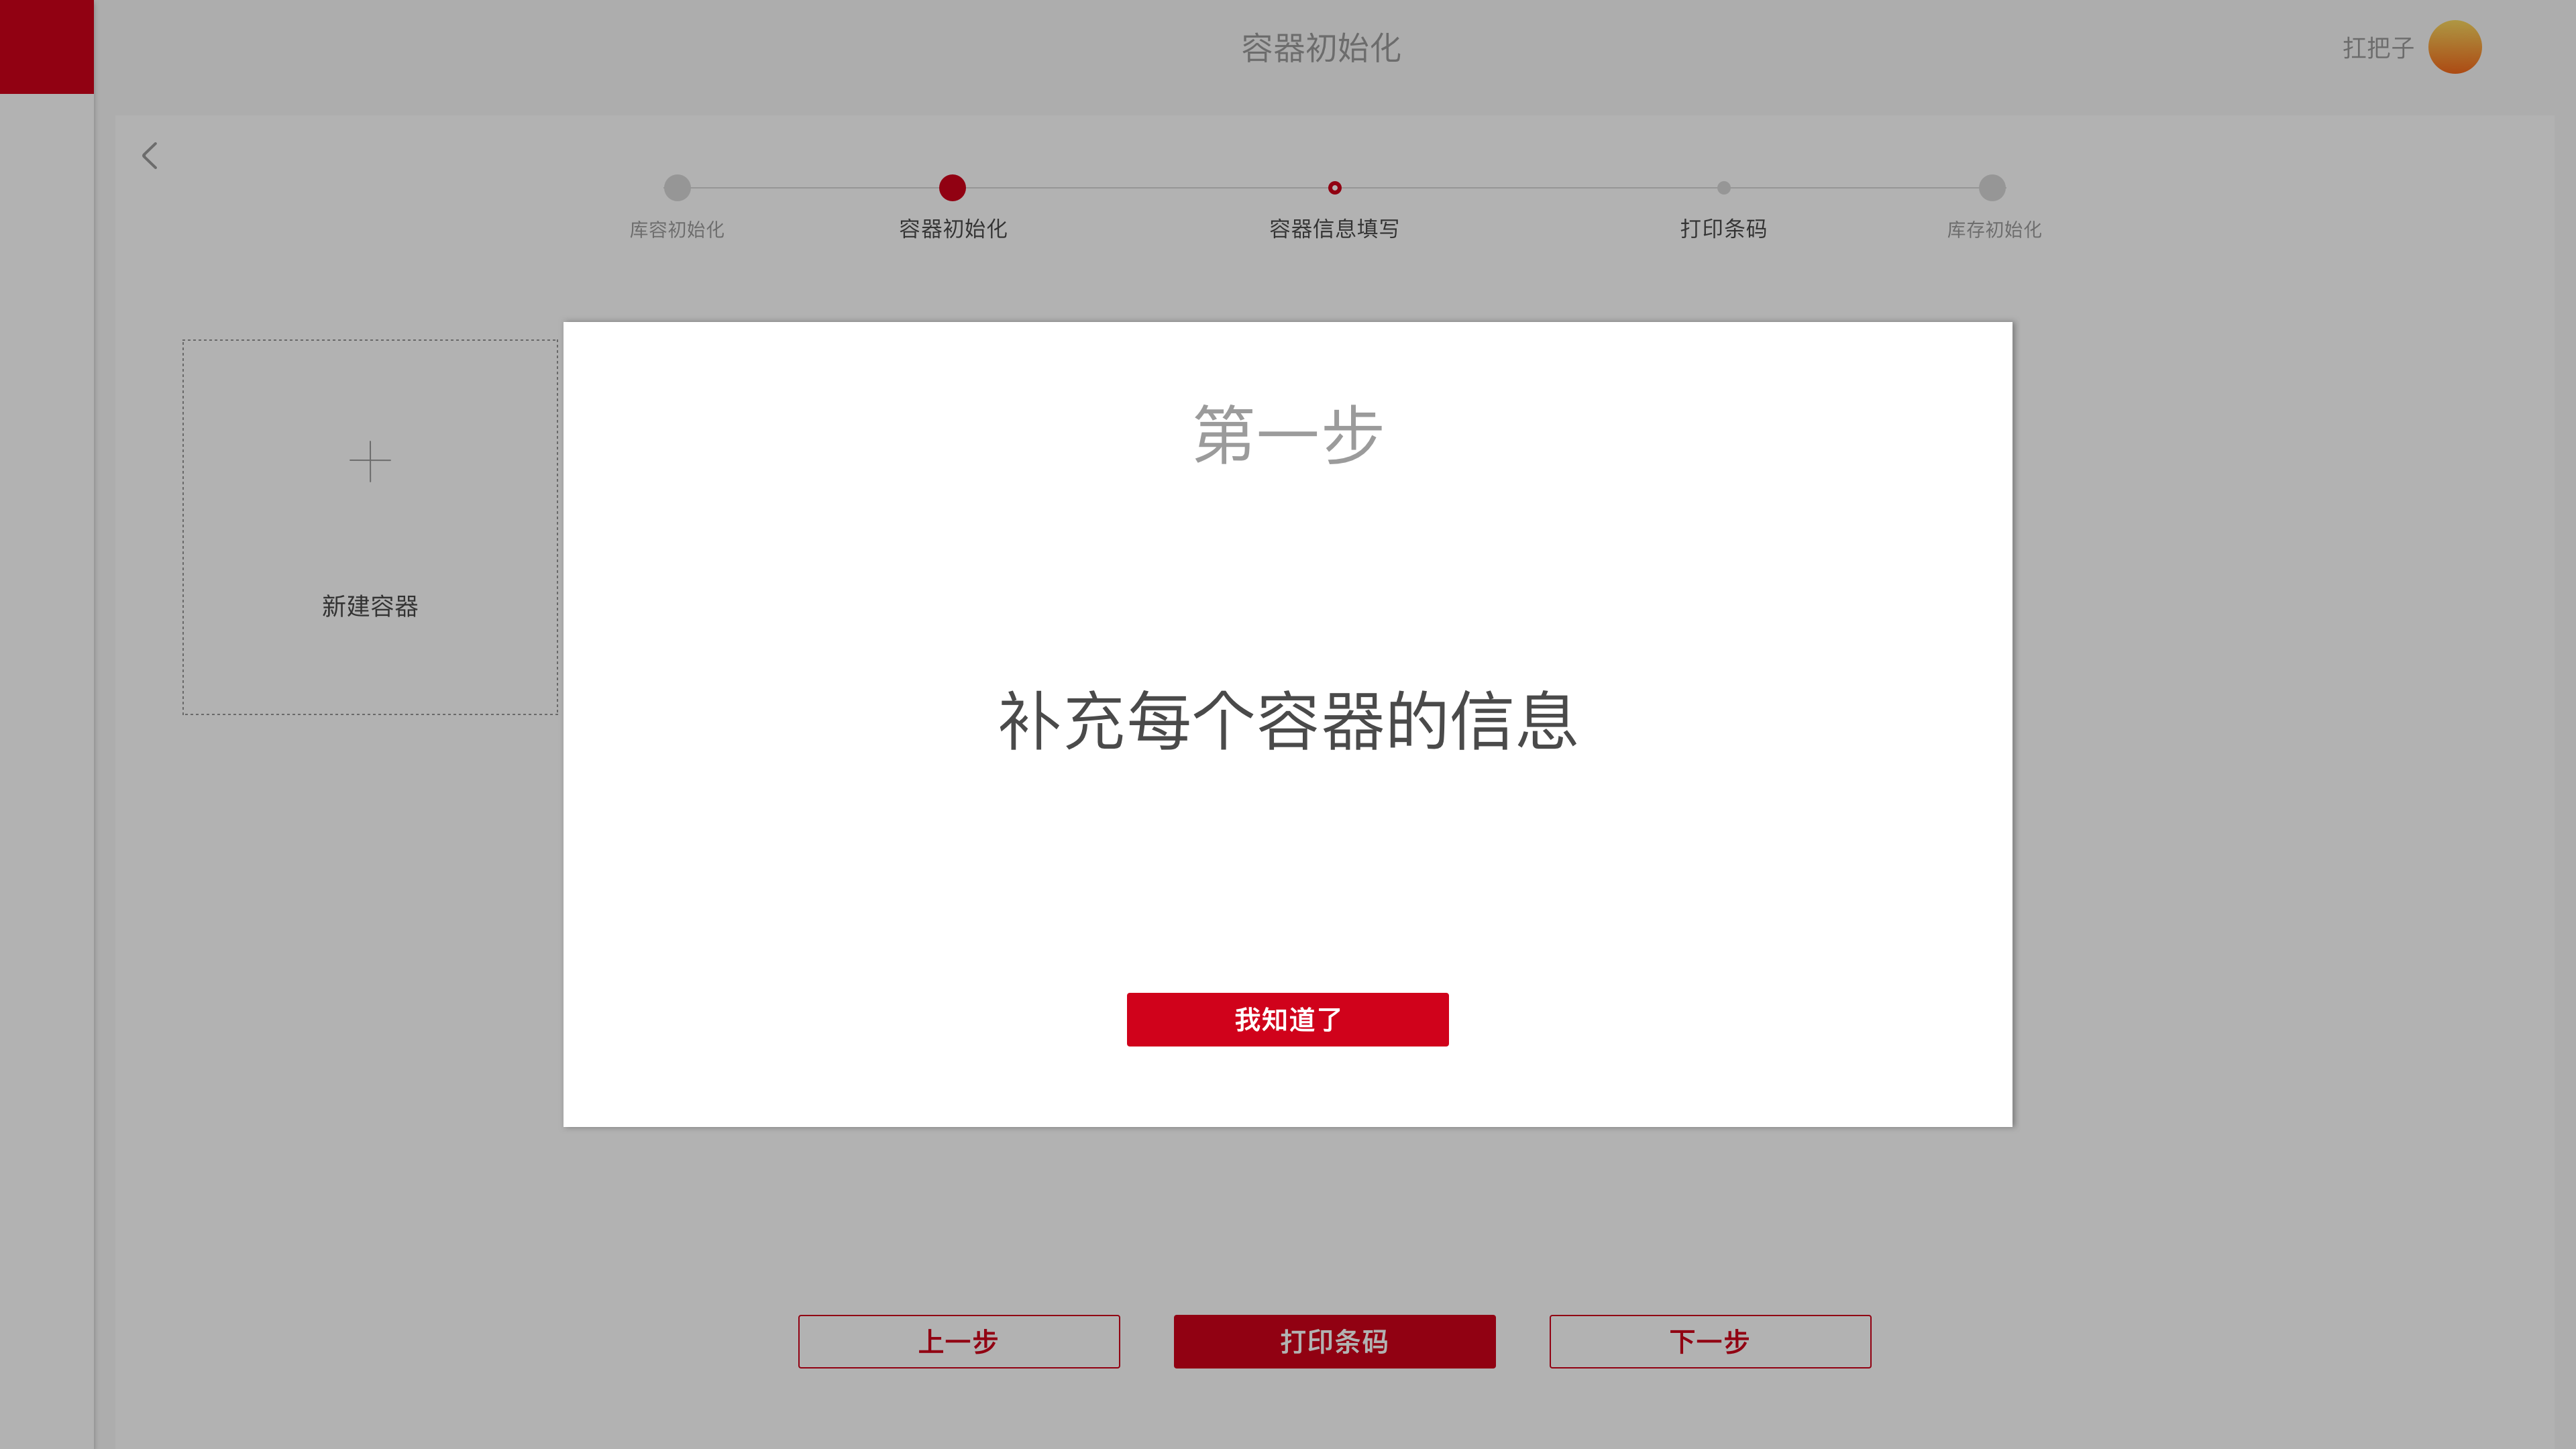 容器初始化
扛把子
库容初始化
容器初始化
容器信息填写
打印条码
库存初始化
新建容器
第一步
补充每个容器的信息
我知道了
上一步
打印条码
下一步